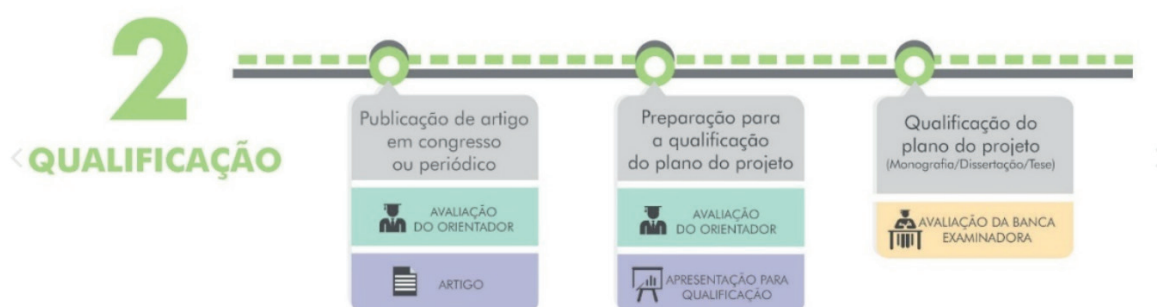 2
QUALIFICAÇÃO
Publicação de artigo
em congresso
ou periódico
AVALIAÇÃO
DO ORIENTADOR
ARTIGO
Preparação para
a qualificação
do plano do projeto
AVALIAÇÃO
DO ORIENTADOR
APRESENTAÇÃO PARA
QUALIFICAÇÃO
Qualificação do
plano do projeto
(Monografia/Dissertação/Tese)
AVALIAÇÃO DA BANCA
EXAMINADORA